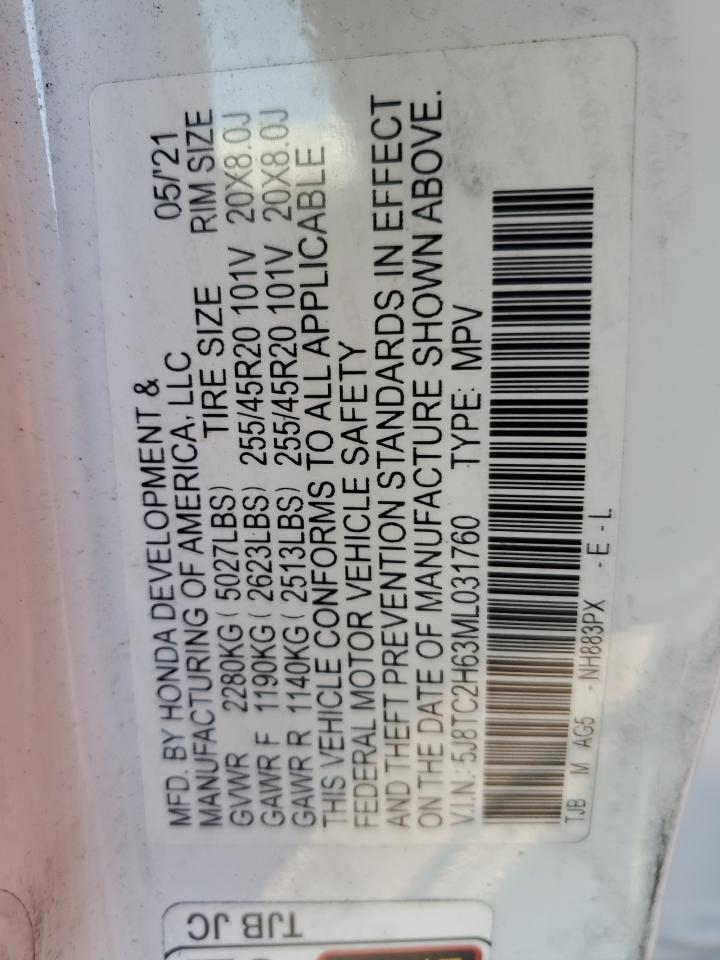 MFD. BY HONDA DEVELOPMENT &
MANUFACTURING OF AMERICA, LLC 05/'21
GVWR 2280KG ( 5027LBS) TIRE SIZE RIM SIZE
GAWR F 1190KG ( 2623LBS) 255/45R20 101V 20X8.0J
GAWR R 1140KG ( 2513LBS) 255/45R20 101V 20X8.0J
THIS VEHICLE CONFORMS TO ALL APPLICABLE
FEDERAL MOTOR VEHICLE SAFETY
AND THEFT PREVENTION STANDARDS IN EFFECT
ON THE DATE OF MANUFACTURE SHOWN ABOVE.
V.I.N.: 5J8TC2H63ML031760 TYPE: MPV
TJB M AG5 -NH883PX - E - L
TJB JC